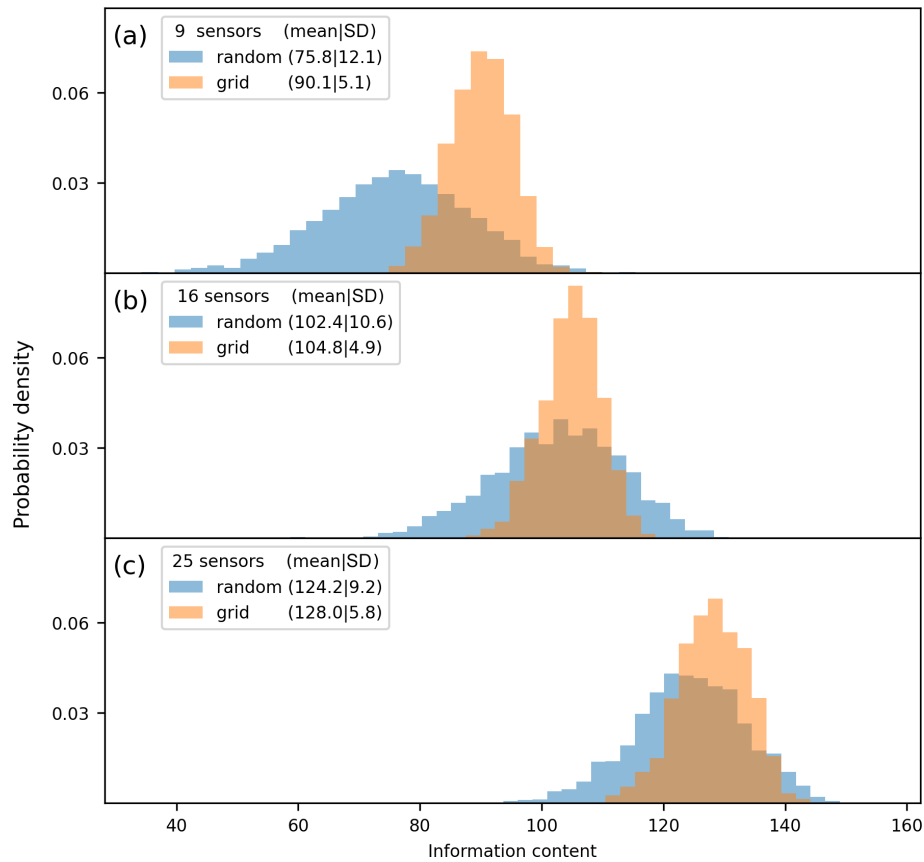 (a)
9 sensors (mean|SD)
random (75.8|12.1)
grid (90.1|5.1)
0.06
0.03
(b)
16 sensors (mean|SD)
random (102.4|10.6)
grid (104.8|4.9)
0.06
0.03
Probability density
(c)
25 sensors (mean|SD)
random (124.2|9.2)
grid (128.0|5.8)
0.06
0.03
40 60 80 100 120 140 160
Information content